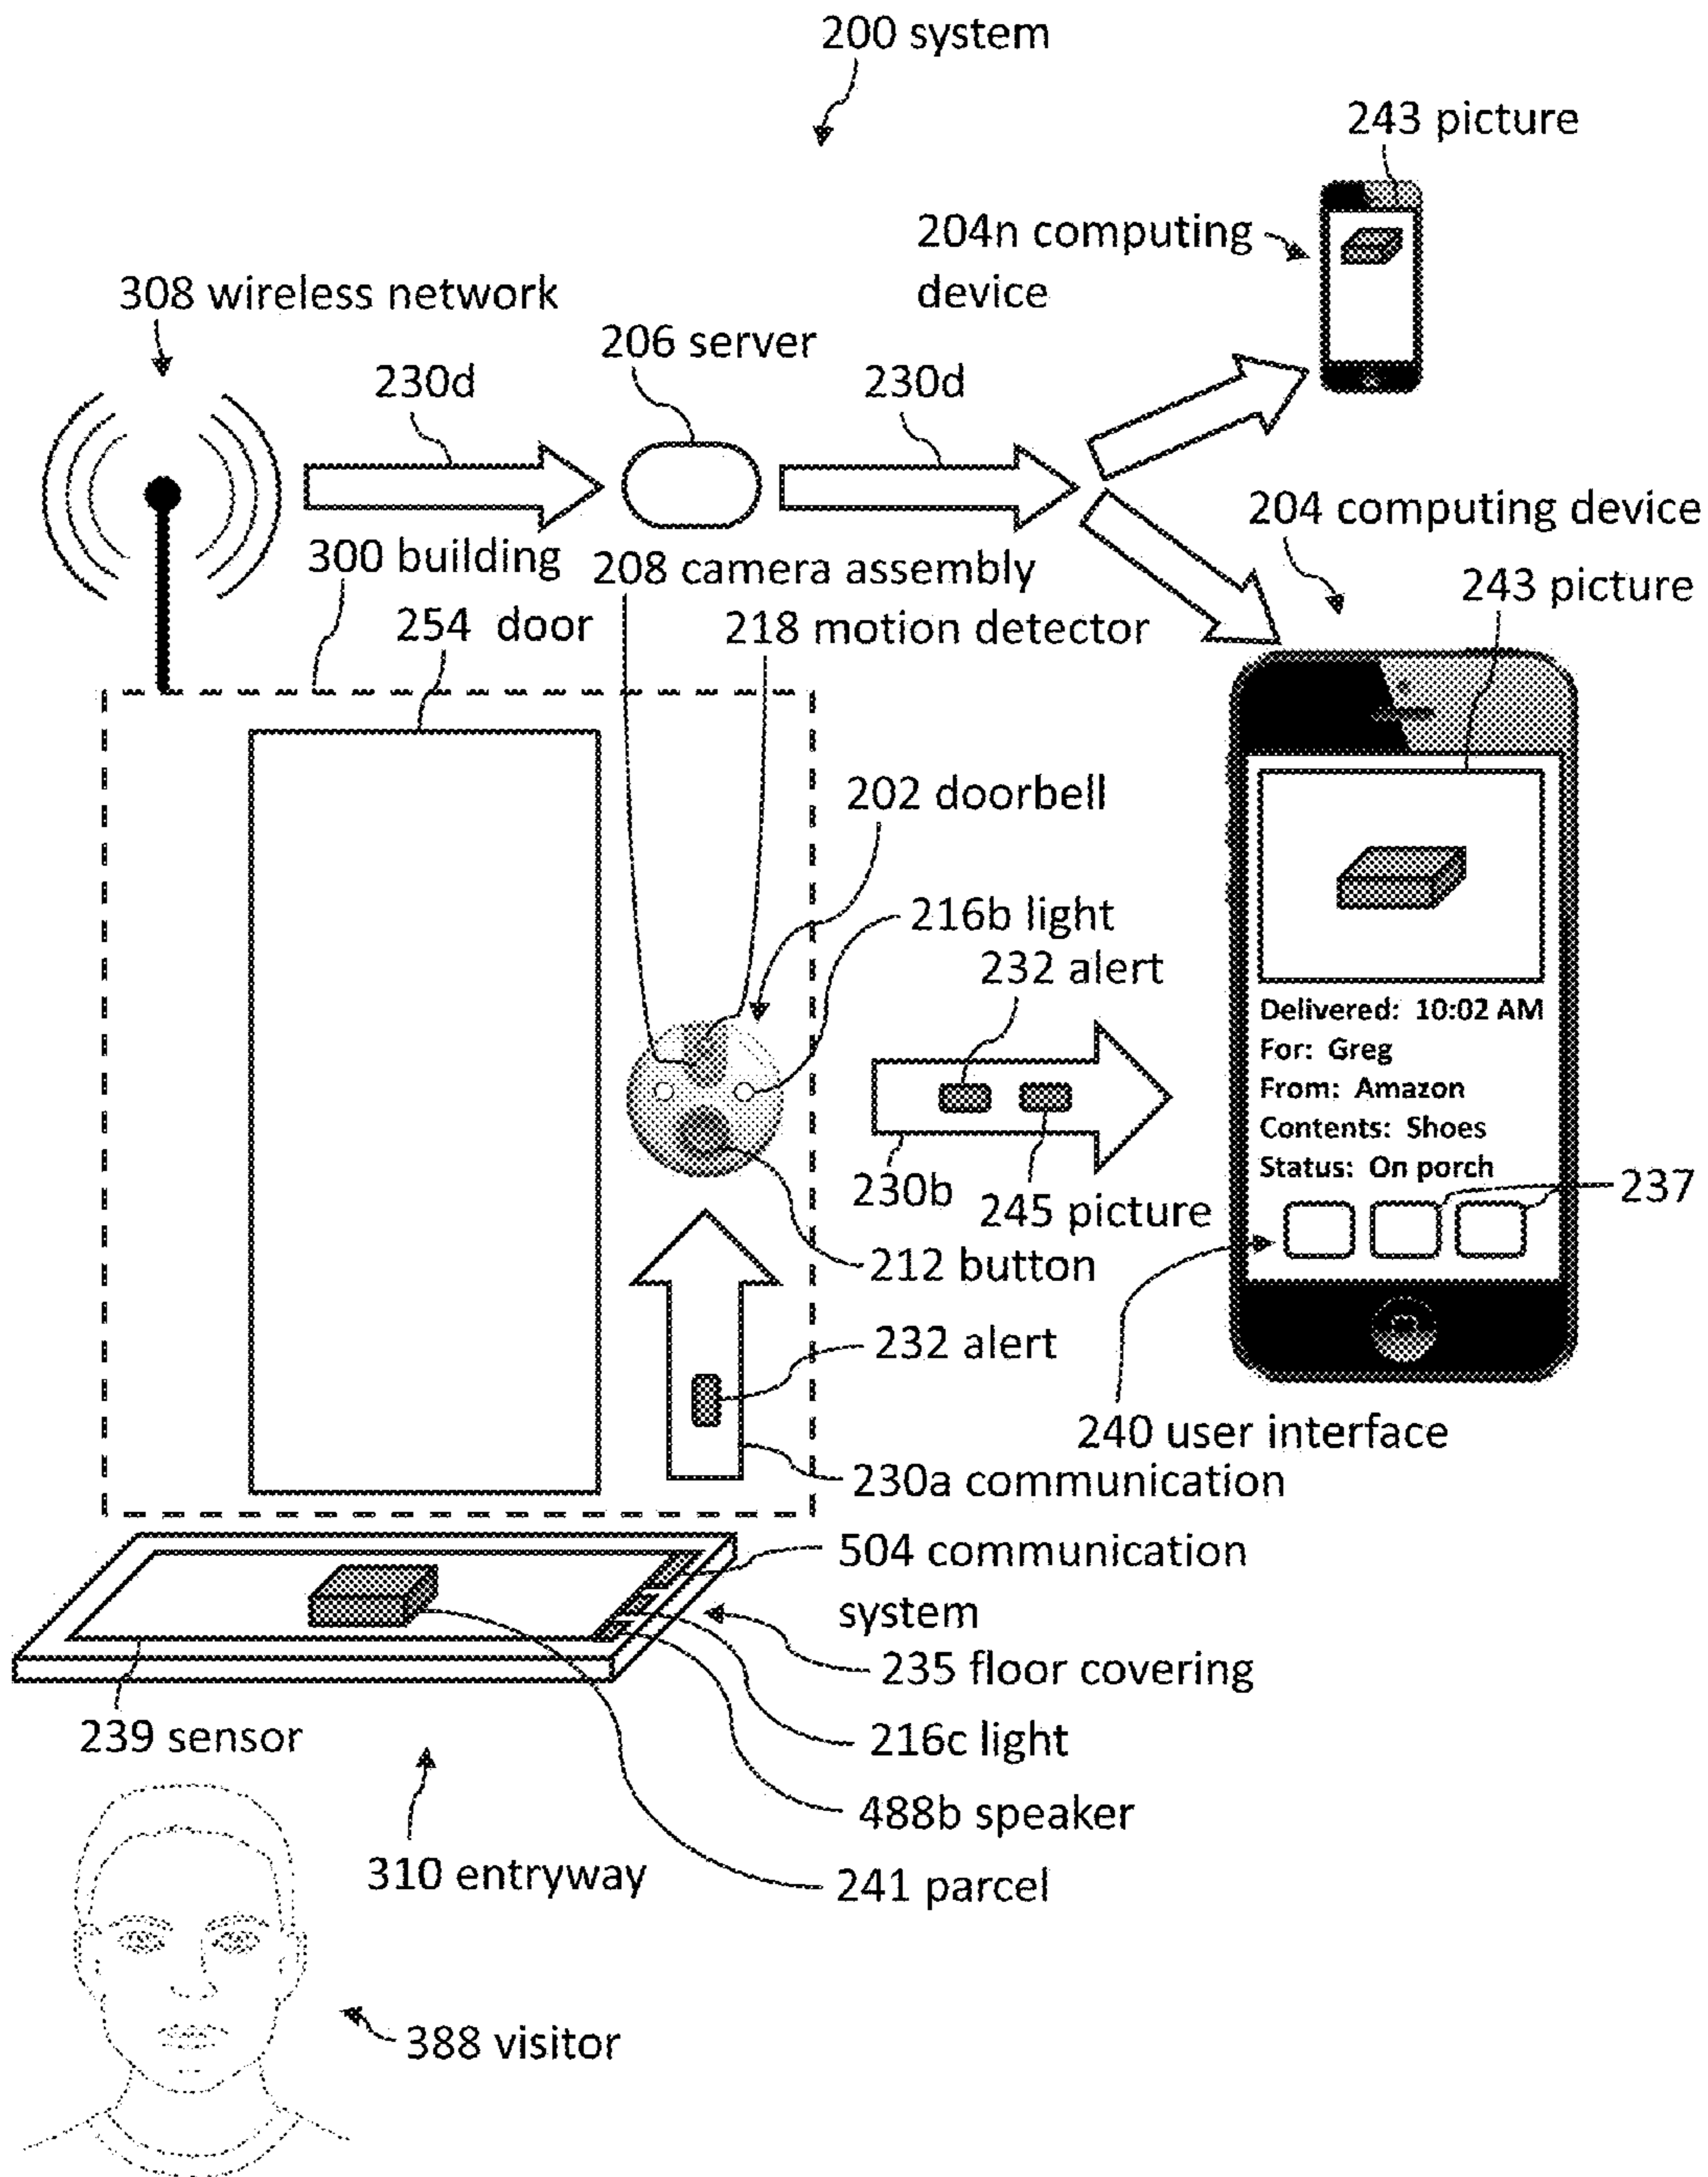 200 system
243 picture
204n computing
device
308 wireless network
206 server
230d
230d
204 computing device
300 building
208 camera assembly
243 picture
254 door
218 motion detector
202 doorbell
216b light
232 alert
Delivered: 10:02 AM
For: Greg
From: Amazon
Contents: Shoes
Status: On porch
230b
245 picture
237
212 button
232 alert
240 user interface
230a communication
504 communication
system
235 floor covering
239 sensor
216c light
488b speaker
310 entryway
241 parcel
388 visitor